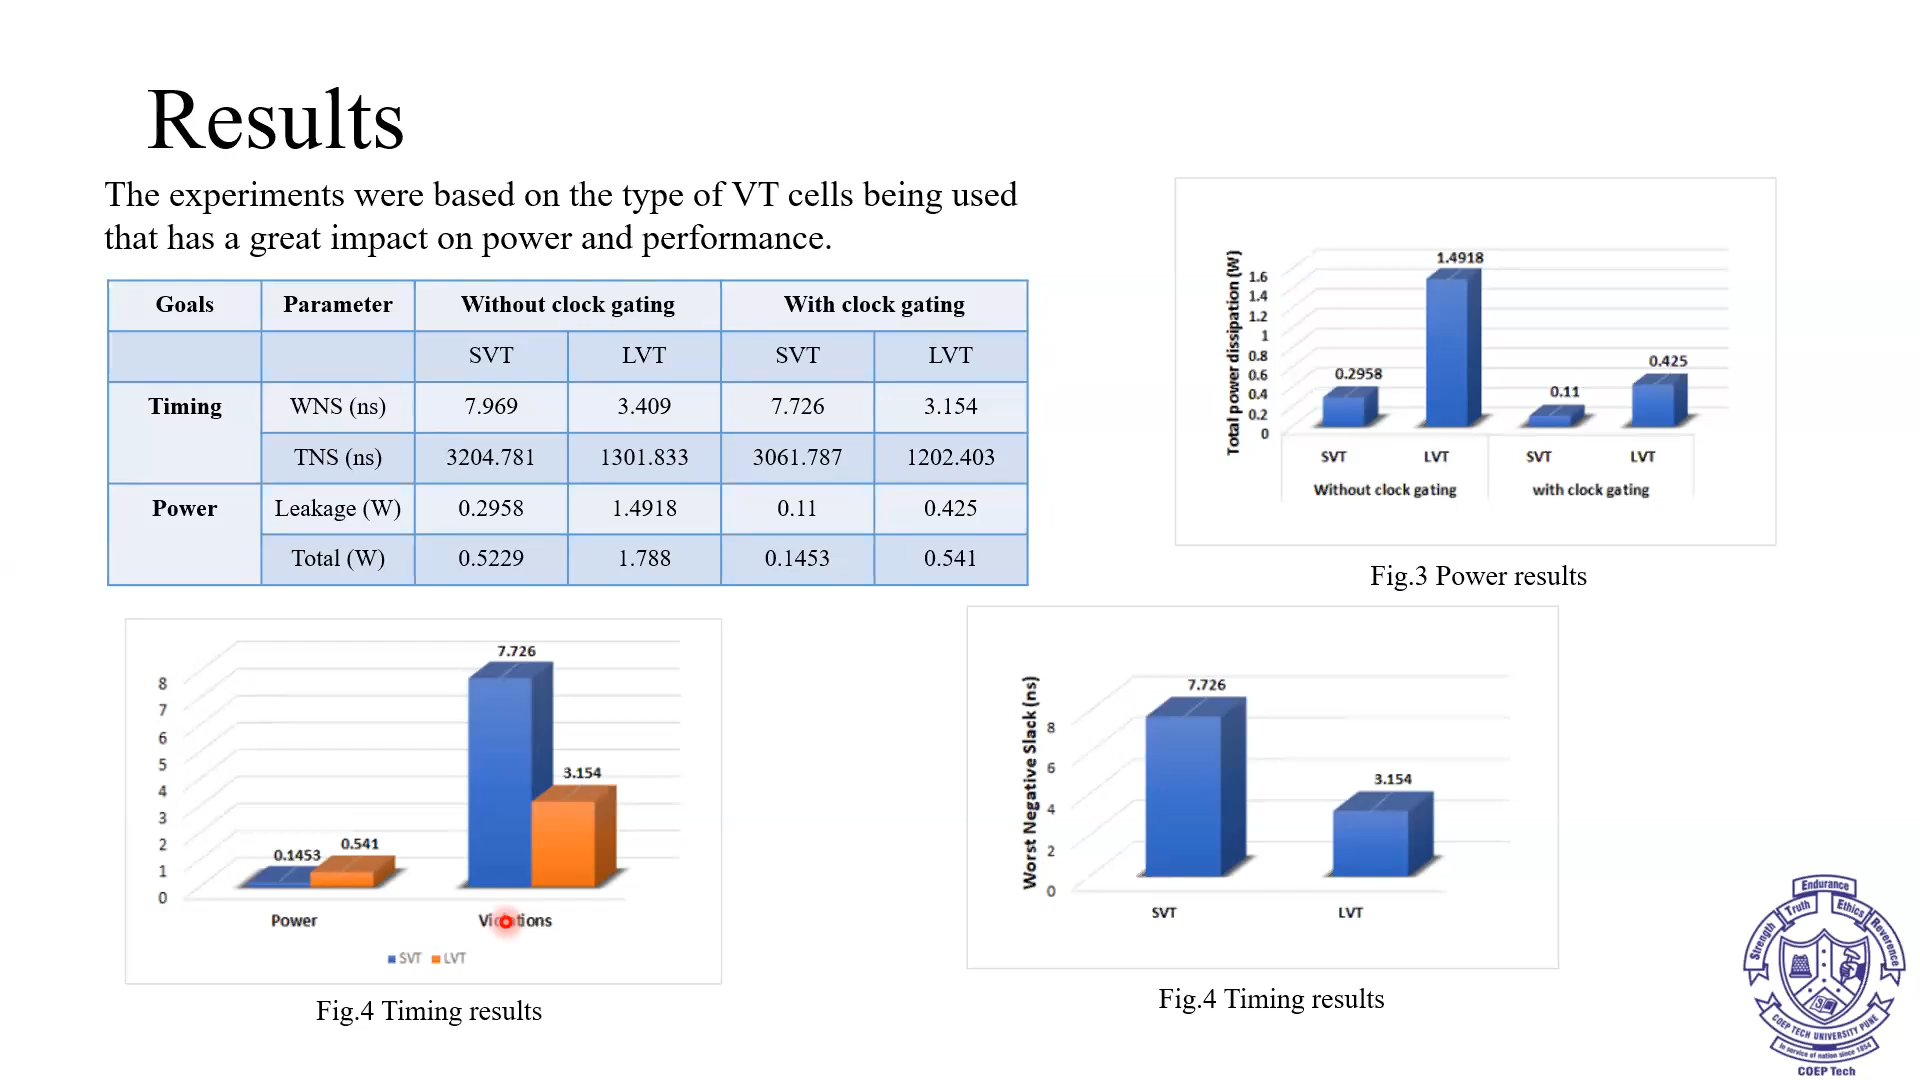 Results
The experiments were based on the type of VT cells being used
that has a great impact on power and performance.
Goals Parameter Without clock gating With clock gating
SVT LVT SVT LVT
Timing WNS (ns) 7.969 3.409 7.726 3.154
TNS (ns) 3204.781 1301.833 3061.787 1202.403
Power Leakage (W) 0.2958 1.4918 0.11 0.425
Total (W) 0.5229 1.788 0.1453 0.541
Total power dissipation (W)
1.6
1.4
1.2
1
0.8
0.6
0.4
0.2
0
0.2958
1.4918
0.11
0.425
SVT LVT SVT LVT
Without clock gating with clock gating
Fig.3 Power results
8
7
6
5
4
3
2
1
0
0.1453
0.541
7.726
3.154
Power Violations
SVT LVT
Fig.4 Timing results
Worst Negative Slack (ns)
8
6
4
2
0
7.726
3.154
SVT LVT
Fig.4 Timing results
Endurance
Truth
Ethics
Strength
Reverence
COEP TECH UNIVERSITY PUNE
In service of nation since 1854
COEP Tech